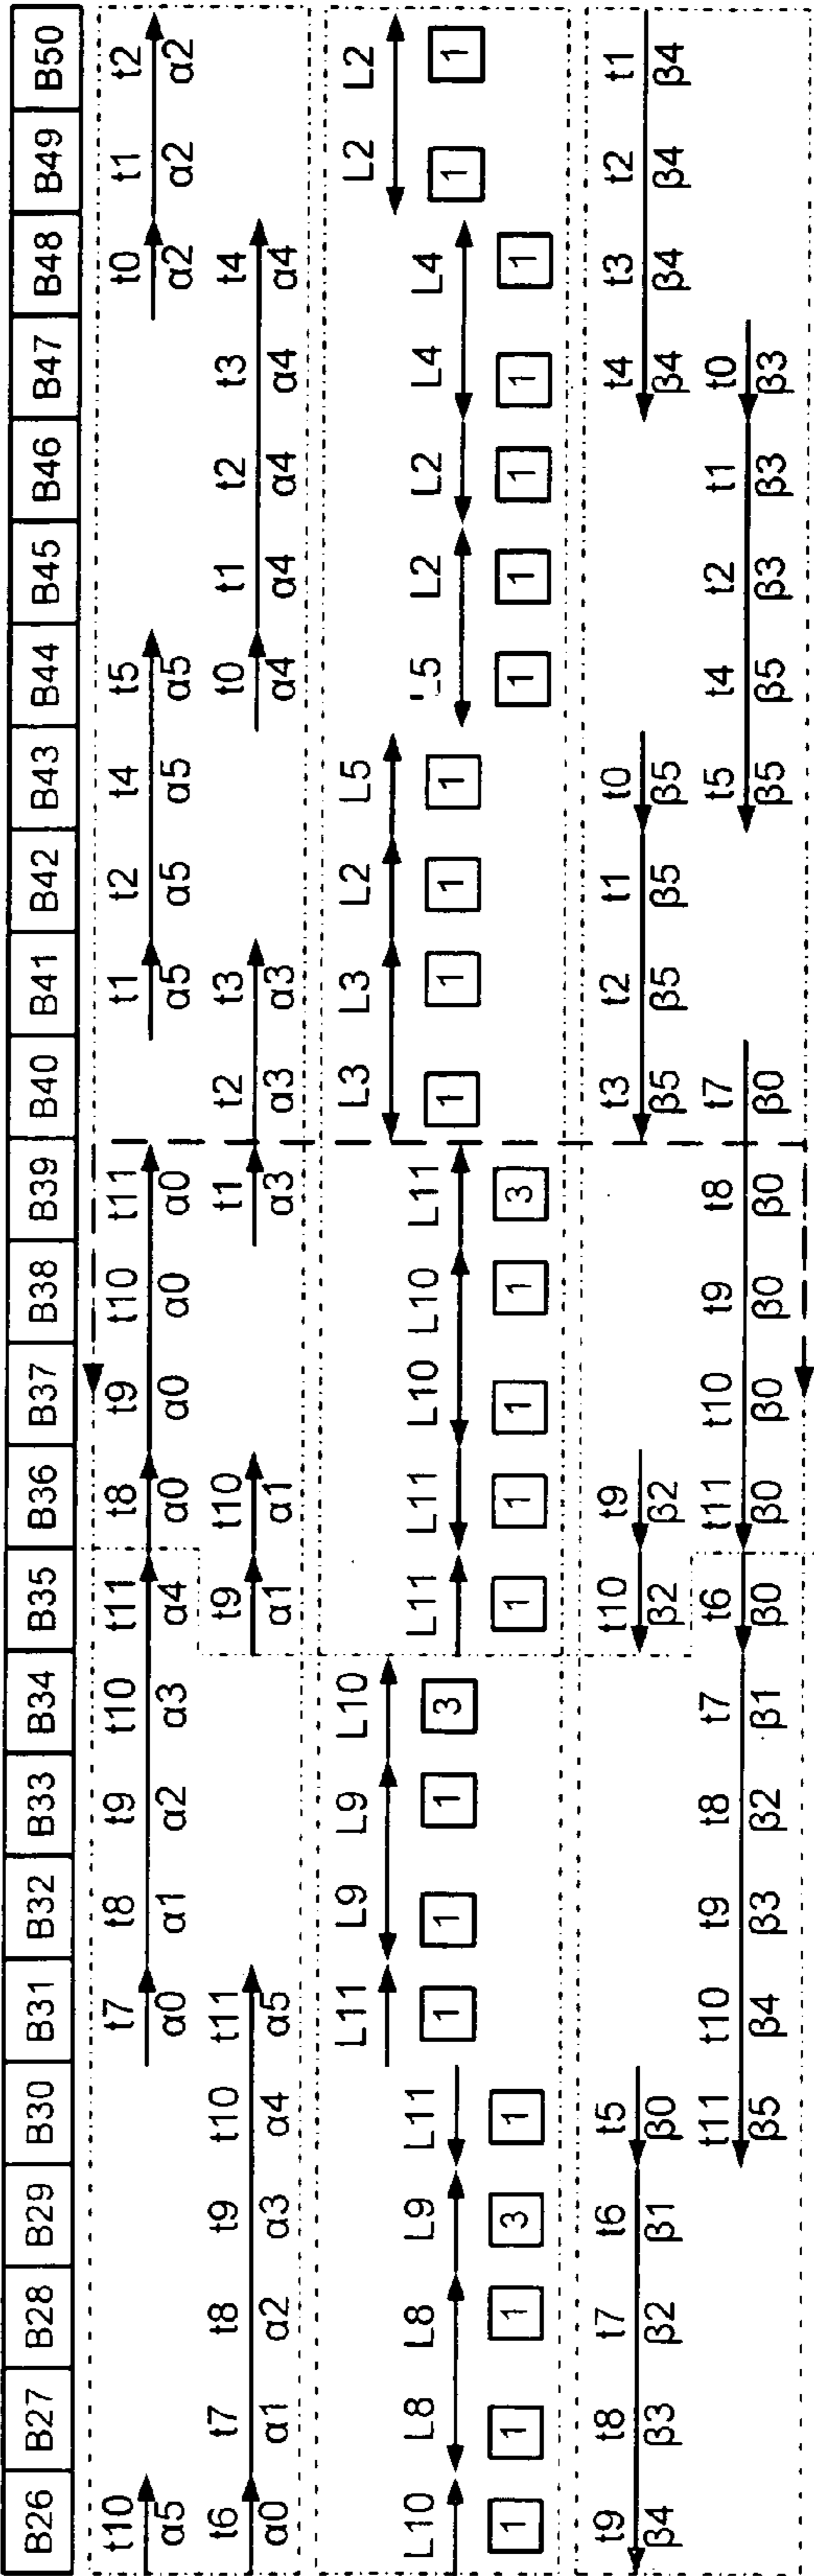 B26 B27 B28 B29 B30 B31 B32 B33 B34 B35 B36 B37 B38 B39 B40 B41 B42 B43 B44 B45 B46 B47 B48 B49 B50
t10 t7 t8 t9 t10 t11 t8 t9 t10 t11 t1 t2 t4 t5 t0 t1 t2
α5 α0 α1 α2 α3 α4 α0 α0 α0 α0 α5 α5 α5 α5 α2 α2 α2
t6 t7 t8 t9 t10 t11 t9 t10 t1 t2 t3 t0 t1 t2 t3 t4
α0 α1 α2 α3 α4 α5 α1 α1 α3 α3 α3 α4 α4 α4 α4 α4
L11 L9 L9 L10 L3 L3 L2 L5 L2 L2
1 1 1 3 1 1 1 1 1 1
L10 L8 L8 L9 L11 L11 L11 L10 L10 L11 L5 L2 L2 L4 L4
1 1 1 3 1 1 1 1 1 3 1 1 1 1 1
t9 t8 t7 t6 t5 t10 t9 t3 t2 t1 t0 t4 t3 t2 t1
β4 β3 β2 β1 β0 β2 β2 β5 β5 β5 β5 β4 β4 β4 β4
t11 t10 t9 t8 t7 t6 t11 t10 t9 t8 t7 t5 t4 t2 t1 t0
β5 β4 β3 β2 β1 β0 β0 β0 β0 β0 β0 β5 β5 β3 β3 β3